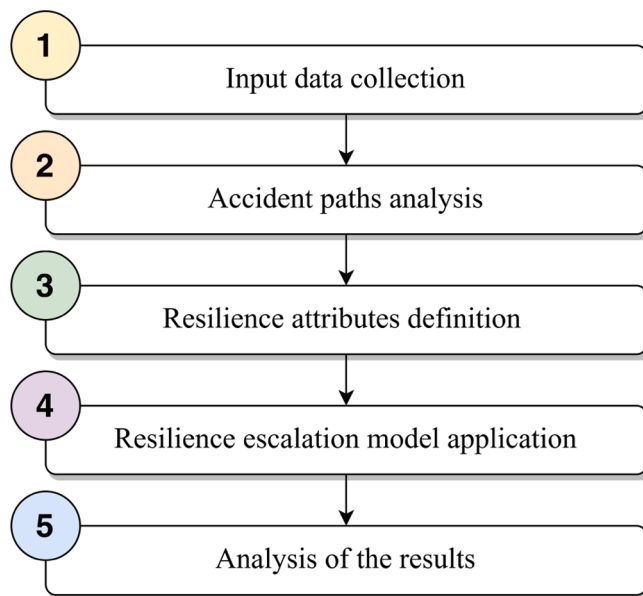 1
Input data collection
2
Accident paths analysis
3
Resilience attributes definition
4
Resilience escalation model application
5
Analysis of the results